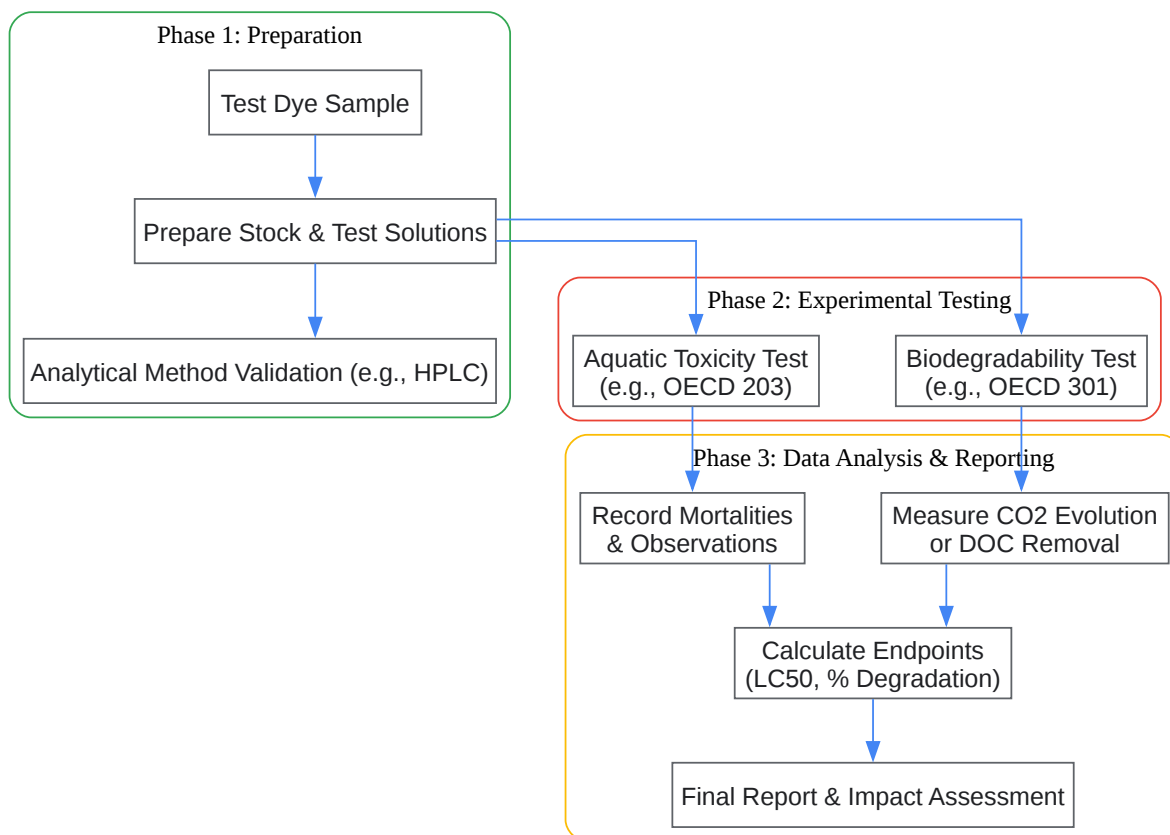 Phase 1: Preparation
Test Dye Sample
Prepare Stock & Test Solutions
Analytical Method Validation (e.g., HPLC)
Phase 2: Experimental Testing
Aquatic Toxicity Test
(e.g., OECD 203)
Biodegradability Test
(e.g., OECD 301)
Phase 3: Data Analysis & Reporting
Record Mortalities
& Observations
Measure CO2 Evolution
or DOC Removal
Calculate Endpoints
(LC50, % Degradation)
Final Report & Impact Assessment